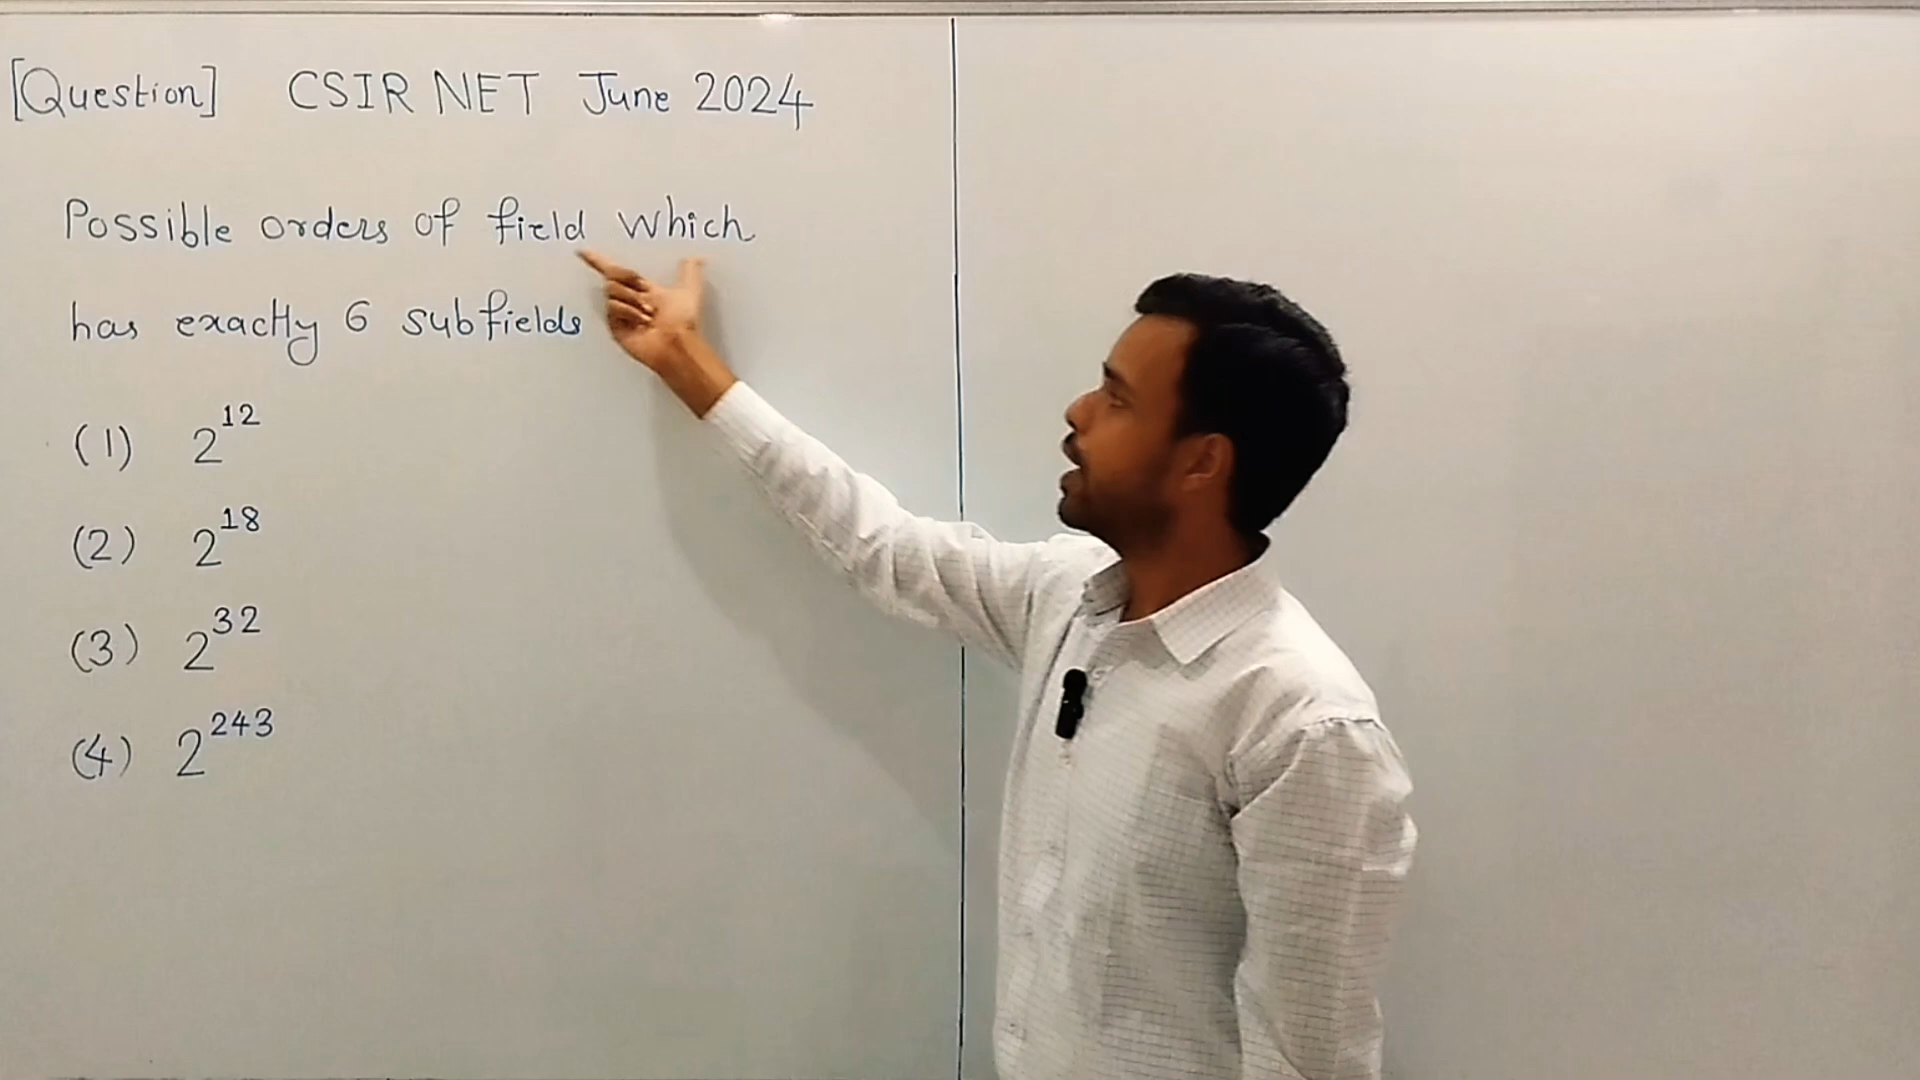 [Question] CSIR NET June 2024
Possible orders of field which
has exactly 6 subfields
(1) 2^12
(2) 2^18
(3) 2^32
(4) 2^243